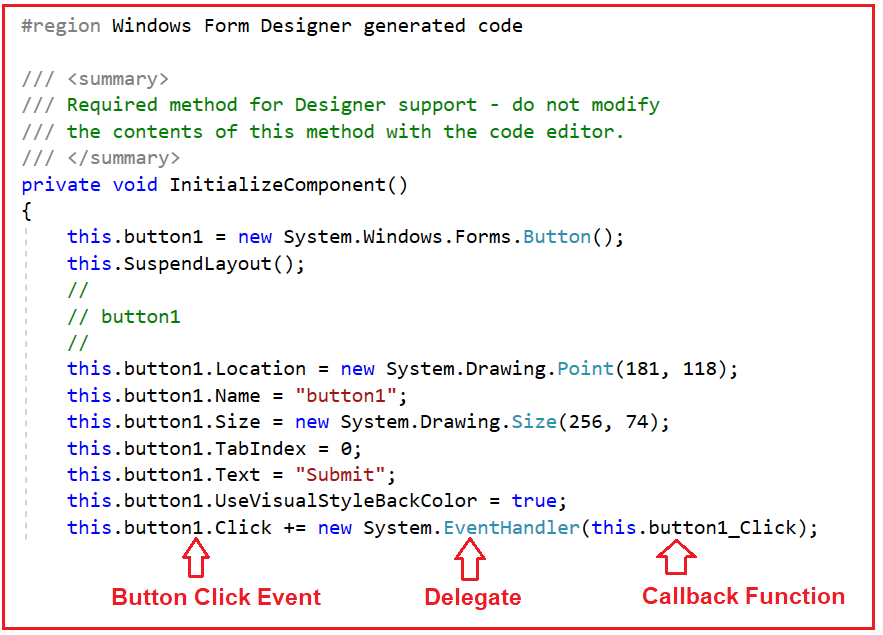 #region Windows Form Designer generated code
/// <summary>
/// Required method for Designer support - do not modify
/// the contents of this method with the code editor.
/// </summary>
private void InitializeComponent()
{
this.button1 = new System.Windows.Forms.Button();
this.SuspendLayout();
//
// button1
//
this.button1.Location = new System.Drawing.Point(181, 118);
this.button1.Name = "button1";
this.button1.Size = new System.Drawing.Size(256, 74);
this.button1.TabIndex = 0;
this.button1.Text = "Submit";
this.button1.UseVisualStyleBackColor = true;
this.button1.Click += new System.EventHandler(this.button1_Click);
Button Click Event Delegate Callback Function